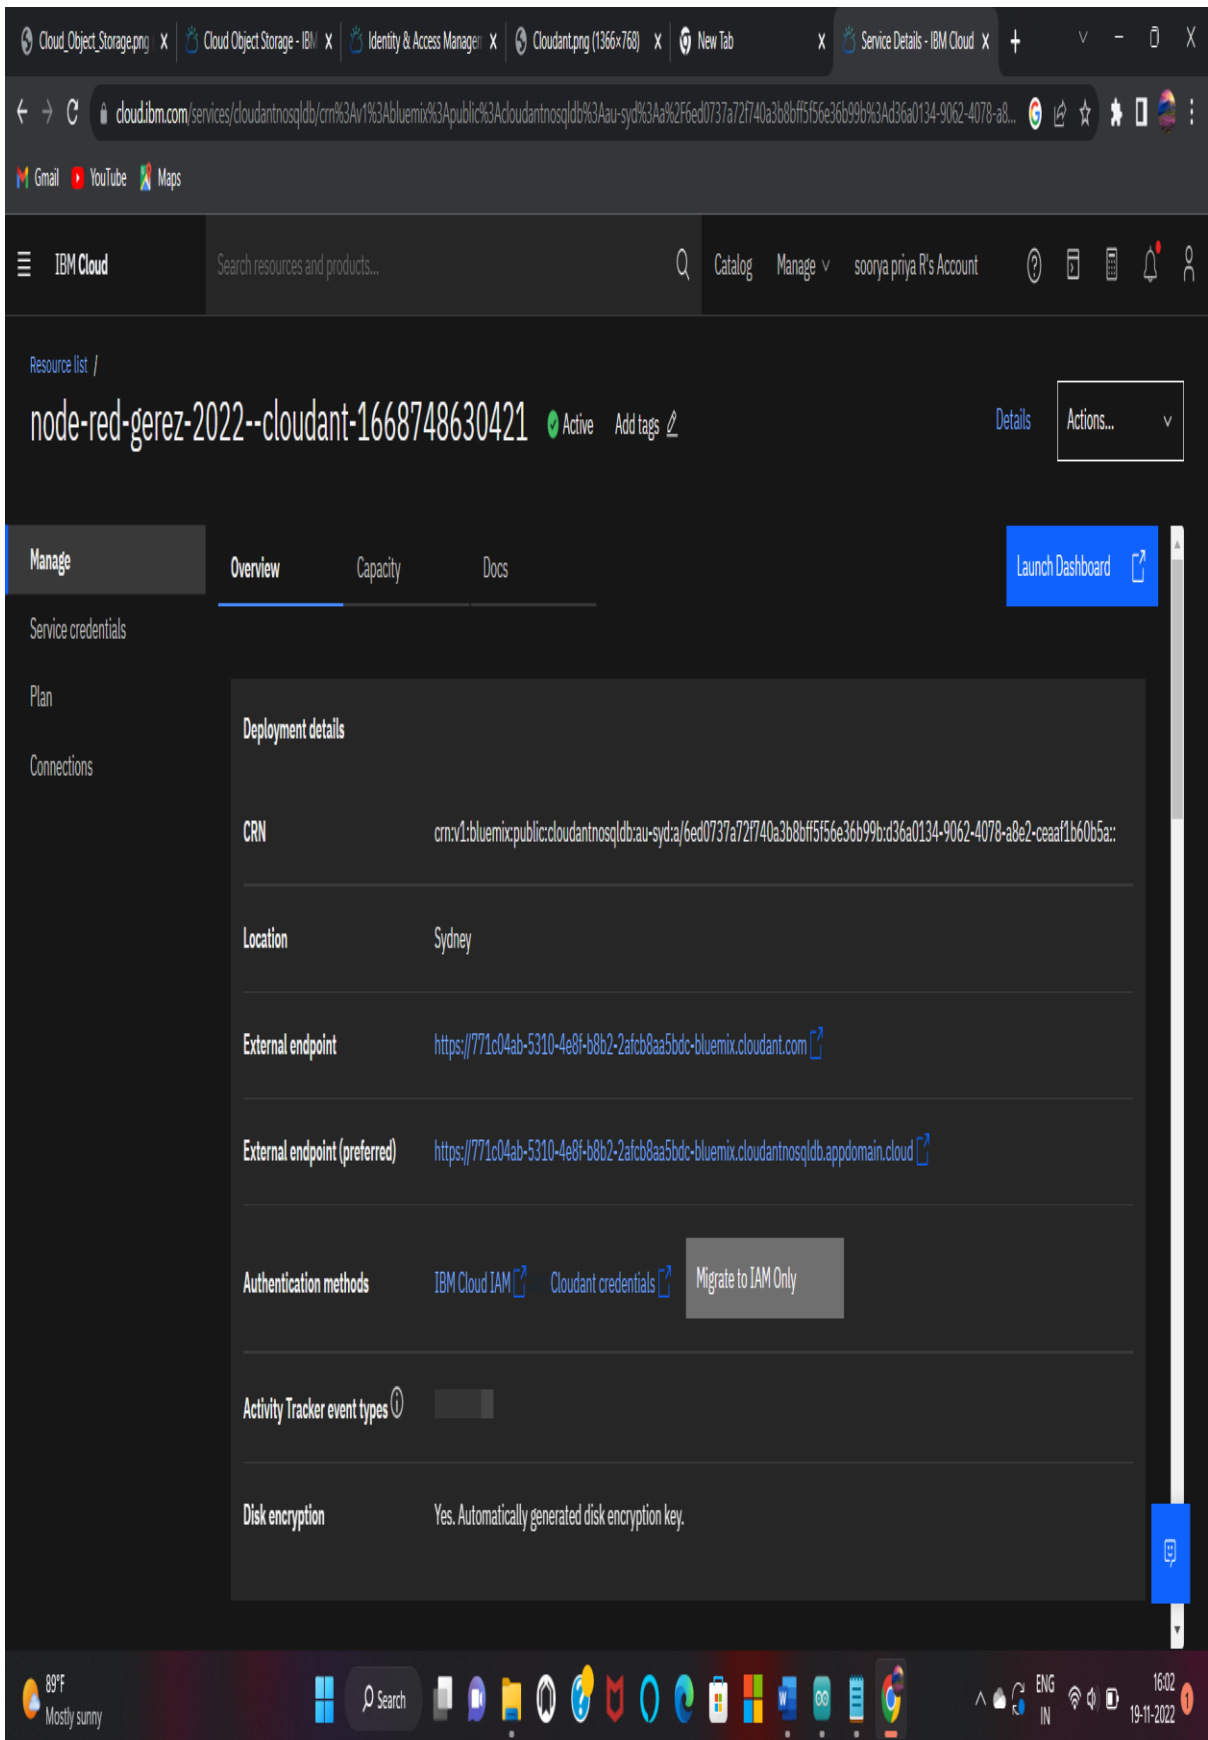 Cloud_Object_Storage.png
Cloud Object Storage - IBM
Identity & Access Managem
Cloudant.png (1366×768)
New Tab
Service Details - IBM Cloud
cloud.ibm.com/services/cloudantnosqldb/crn%3Av1%3Abluemix%3Apublic%3Acloudantnosqldb%3Aau-syd%3Aa%2F6ed0737a72f740a3b8bff5f56e36b99b%3Ad36a0134-9062-4078-a8...
Gmail YouTube Maps
IBM Cloud Search resources and products... Catalog Manage soorya priya R's Account
Resource list /
node-red-gerez-2022--cloudant-1668748630421 Active Add tags Details Actions...
Manage Overview Capacity Docs Launch Dashboard
Service credentials
Plan
Connections
Deployment details
CRN crn:v1:bluemix:public:cloudantnosqldb:au-syd:a/6ed0737a72f740a3b8bff5f56e36b99b:d36a0134-9062-4078-a8e2-ceaaf1b60b5a::
Location Sydney
External endpoint https://771c04ab-5310-4e8f-b8b2-2afcb8aa5bdc-bluemix.cloudant.com
External endpoint (preferred) https://771c04ab-5310-4e8f-b8b2-2afcb8aa5bdc-bluemix.cloudantnosqldb.appdomain.cloud
Authentication methods IBM Cloud IAM Cloudant credentials Migrate to IAM Only
Activity Tracker event types
Disk encryption Yes. Automatically generated disk encryption key.
89°F
Mostly sunny
Search
ENG
IN
16:02
19-11-2022
1